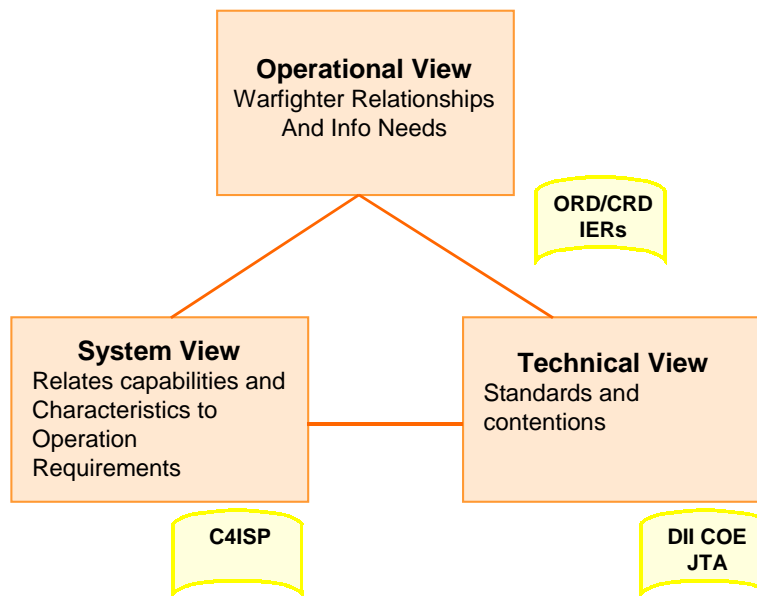 Operational View
Warfighter Relationships
And Info Needs
ORD/CRD
IERs
System View
Relates capabilities and
Characteristics to
Operation
Requirements
Technical View
Standards and
contentions
C4ISP
DII COE
JTA